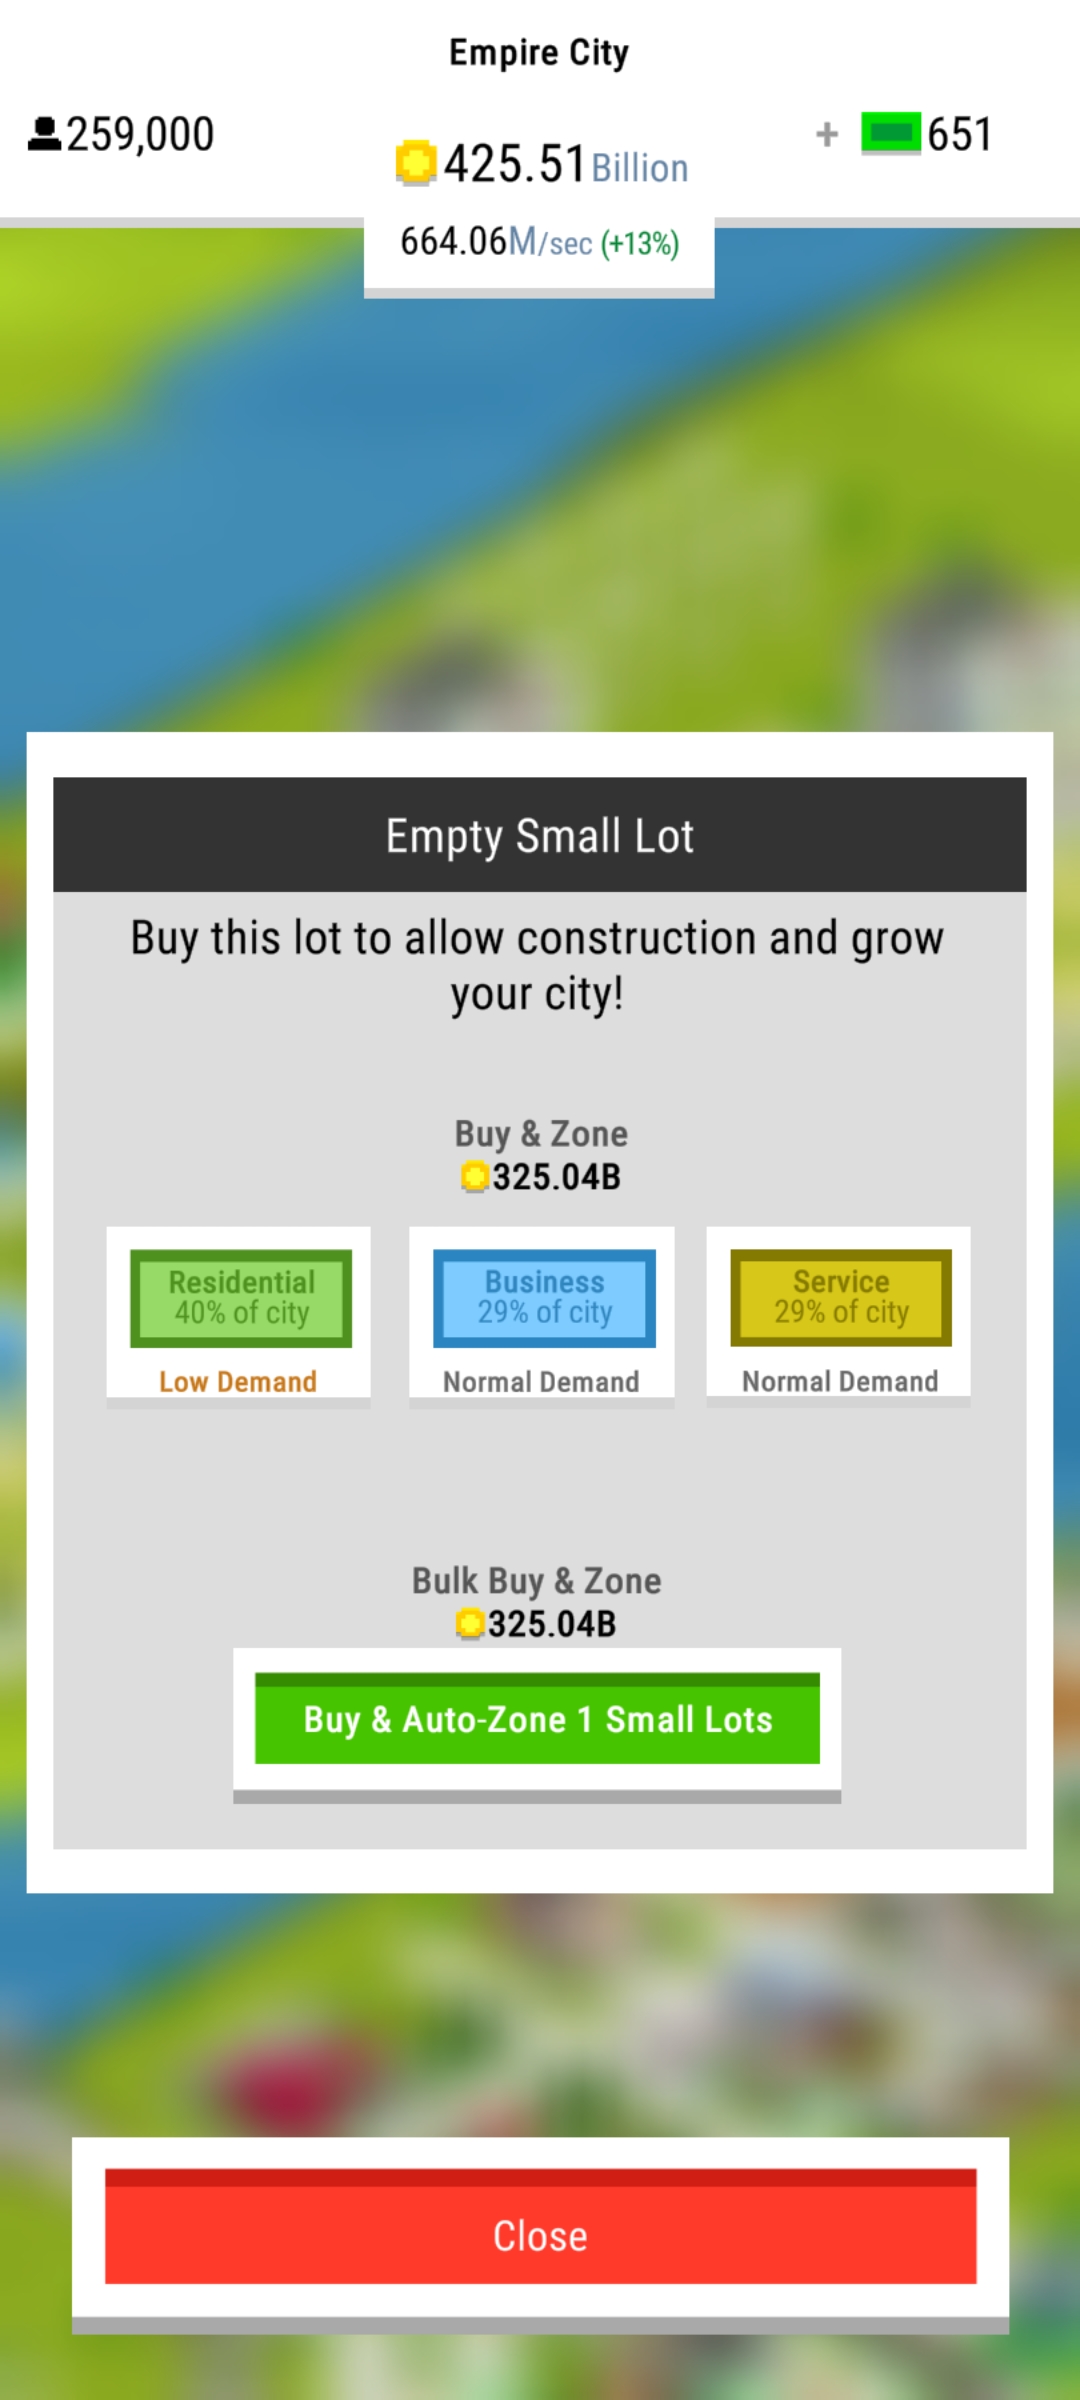 Empire City
259,000
425.51 Billion
+ 651
664.06M/sec (+13%)
Empty Small Lot
Buy this lot to allow construction and grow
your city!
Buy & Zone
325.04B
Residential
40% of city
Low Demand
Business
29% of city
Normal Demand
Service
29% of city
Normal Demand
Bulk Buy & Zone
325.04B
Buy & Auto-Zone 1 Small Lots
Close